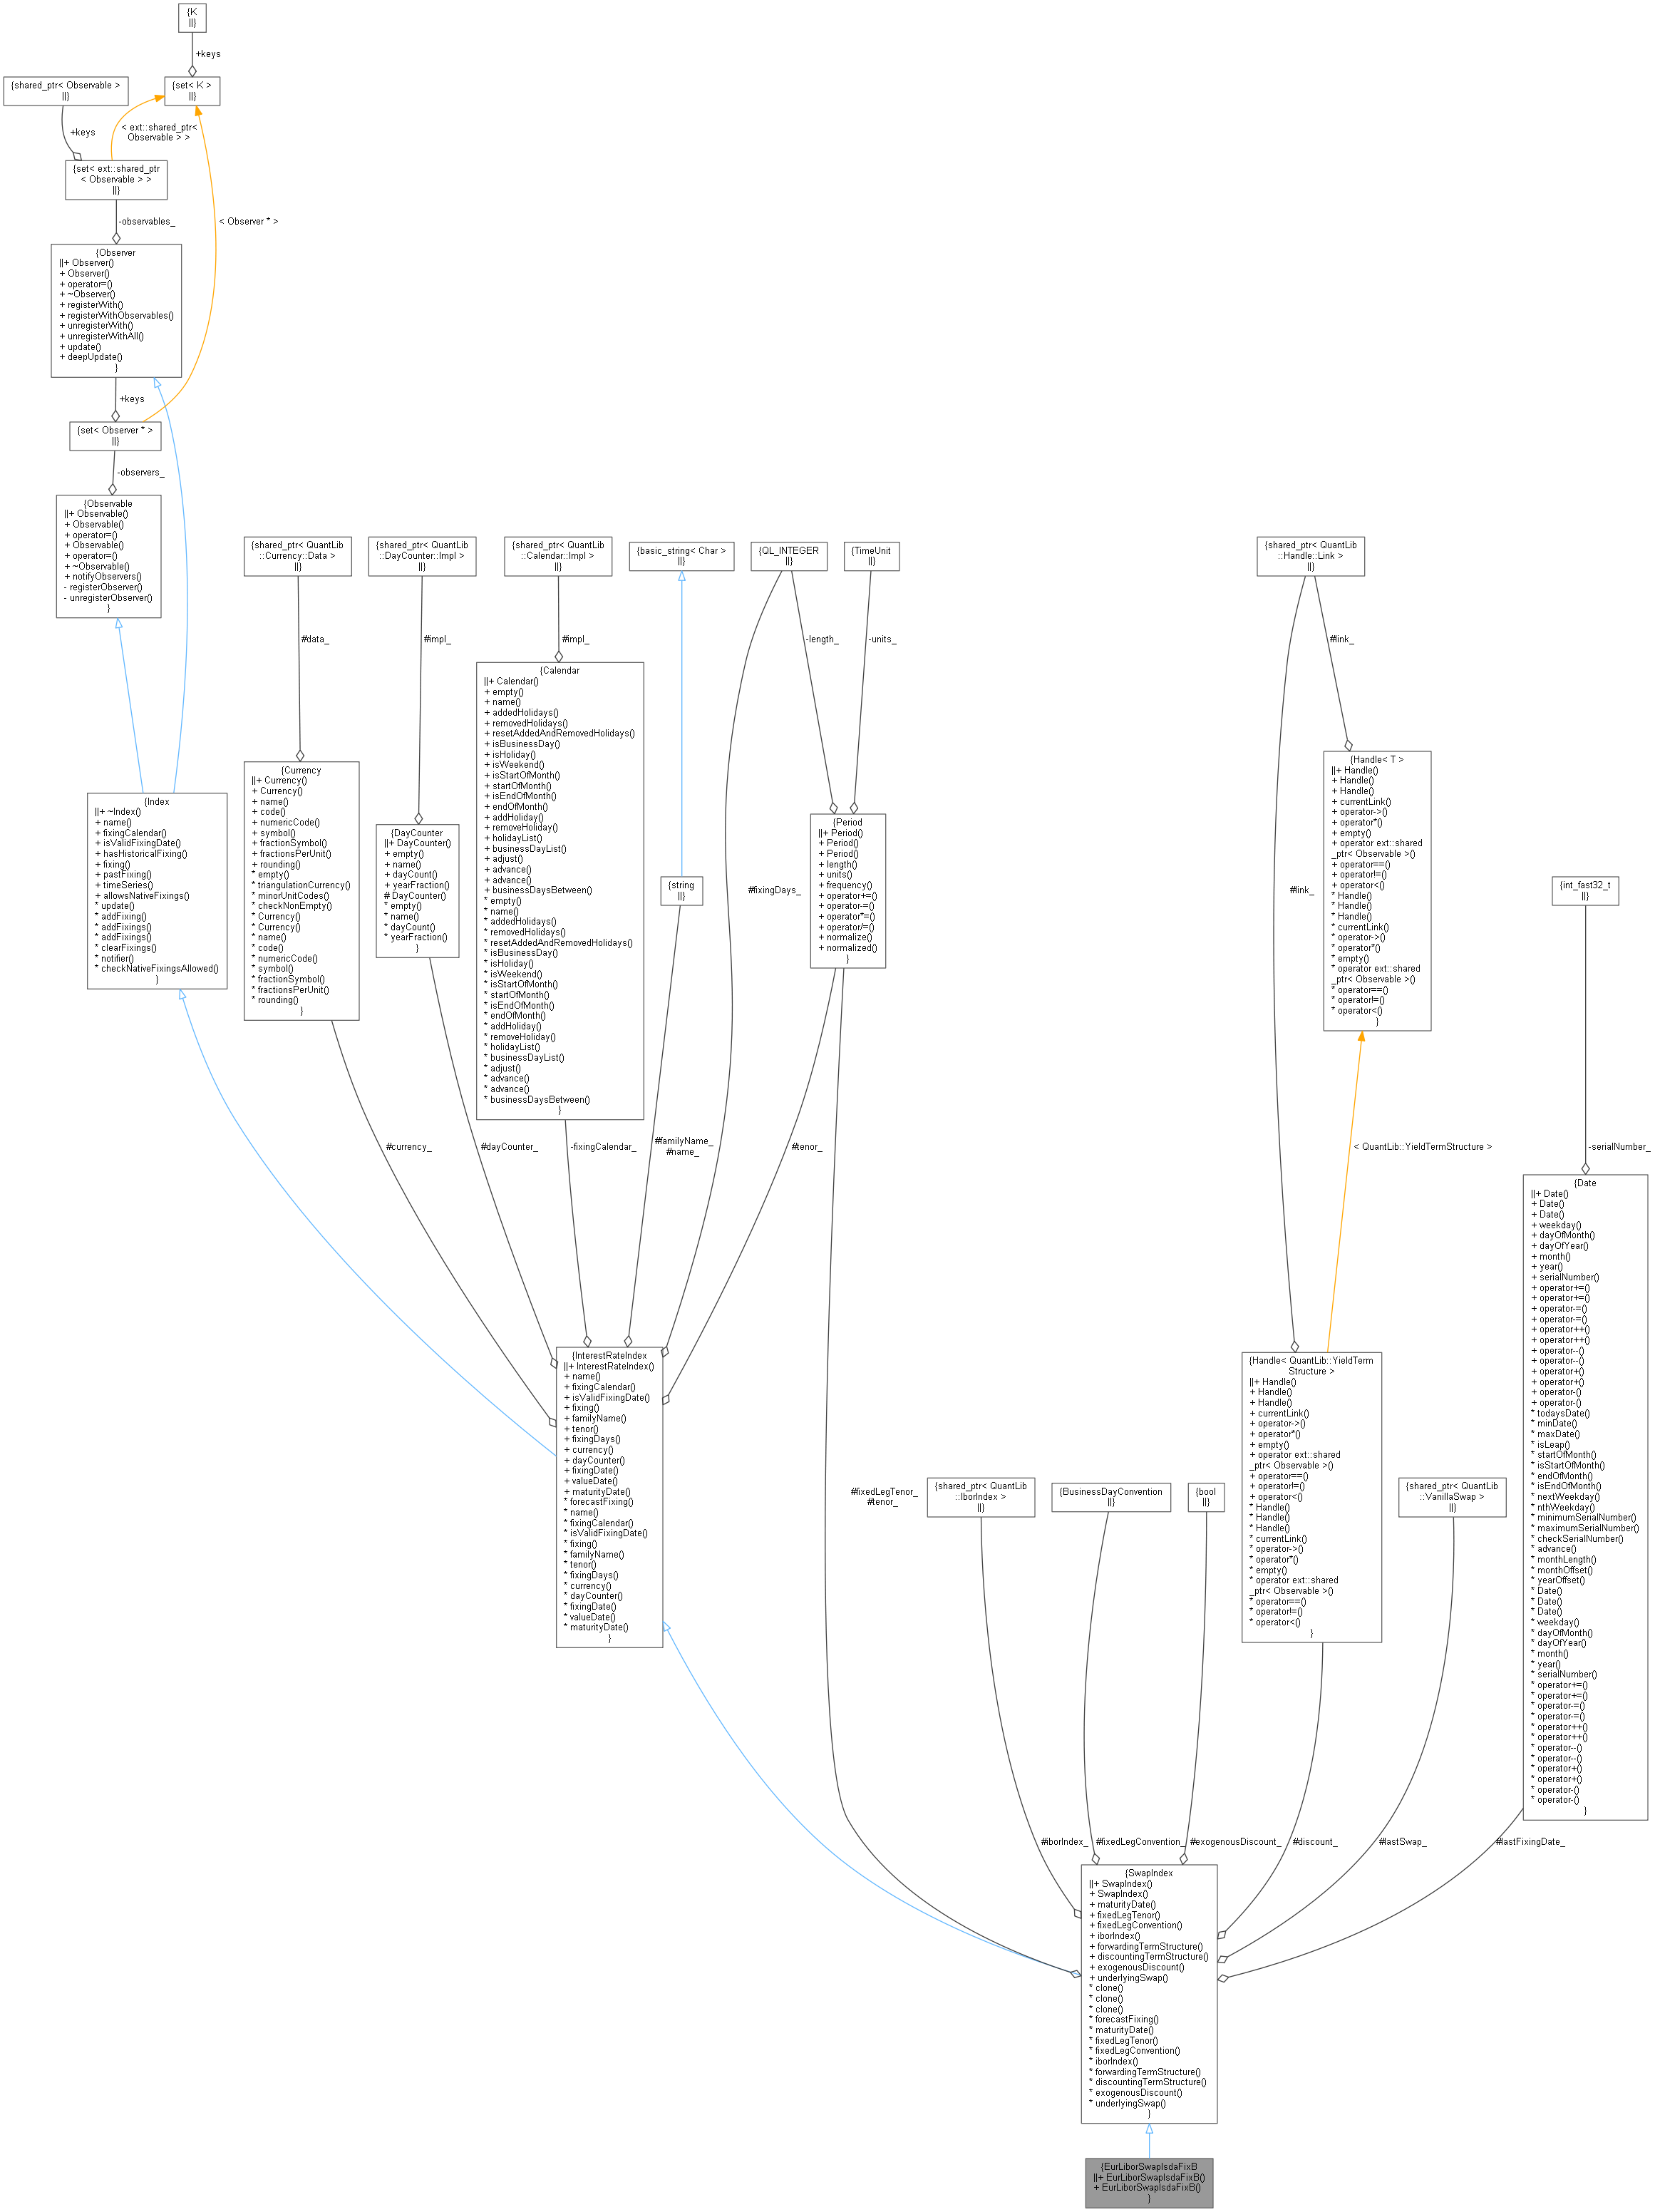 {K
||}
+keys
{shared_ptr< Observable >
||}
{set< K >
||}
+keys
< ext::shared_ptr<
Observable > >
{set< ext::shared_ptr
< Observable > >
||}
-observables_
< Observer * >
{Observer
||+ Observer()
+ Observer()
+ operator=()
+ ~Observer()
+ registerWith()
+ registerWithObservables()
+ unregisterWith()
+ unregisterWithAll()
+ update()
+ deepUpdate()
}
+keys
{set< Observer * >
||}
-observers_
{Observable
||+ Observable()
+ Observable()
+ operator=()
+ Observable()
+ operator=()
+ ~Observable()
+ notifyObservers()
- registerObserver()
- unregisterObserver()
}
{shared_ptr< QuantLib
::Currency::Data >
||}
{shared_ptr< QuantLib
::DayCounter::Impl >
||}
{shared_ptr< QuantLib
::Calendar::Impl >
||}
{basic_string< Char >
||}
{QL_INTEGER
||}
{TimeUnit
||}
{shared_ptr< QuantLib
::Handle::Link >
||}
#data_
#impl_
#impl_
-length_
-units_
#link_
{Index
||+ ~Index()
+ name()
+ fixingCalendar()
+ isValidFixingDate()
+ hasHistoricalFixing()
+ fixing()
+ pastFixing()
+ timeSeries()
+ allowsNativeFixings()
* update()
* addFixing()
* addFixings()
* addFixings()
* clearFixings()
* notifier()
* checkNativeFixingsAllowed()
}
{Currency
||+ Currency()
+ Currency()
+ name()
+ code()
+ numericCode()
+ symbol()
+ fractionSymbol()
+ fractionsPerUnit()
+ rounding()
* empty()
* triangulationCurrency()
* minorUnitCodes()
* checkNonEmpty()
* Currency()
* Currency()
* name()
* code()
* numericCode()
* symbol()
* fractionSymbol()
* fractionsPerUnit()
* rounding()
}
{DayCounter
||+ DayCounter()
+ empty()
+ name()
+ dayCount()
+ yearFraction()
# DayCounter()
* empty()
* name()
* dayCount()
* yearFraction()
}
{Calendar
||+ Calendar()
+ empty()
+ name()
+ addedHolidays()
+ removedHolidays()
+ resetAddedAndRemovedHolidays()
+ isBusinessDay()
+ isHoliday()
+ isWeekend()
+ isStartOfMonth()
+ startOfMonth()
+ isEndOfMonth()
+ endOfMonth()
+ addHoliday()
+ removeHoliday()
+ holidayList()
+ businessDayList()
+ adjust()
+ advance()
+ advance()
+ businessDaysBetween()
* empty()
* name()
* addedHolidays()
* removedHolidays()
* resetAddedAndRemovedHolidays()
* isBusinessDay()
* isHoliday()
* isWeekend()
* isStartOfMonth()
* startOfMonth()
* isEndOfMonth()
* endOfMonth()
* addHoliday()
* removeHoliday()
* holidayList()
* businessDayList()
* adjust()
* advance()
* advance()
* businessDaysBetween()
}
{string
||}
#fixingDays_
{Period
||+ Period()
+ Period()
+ Period()
+ length()
+ units()
+ frequency()
+ operator+=()
+ operator-=()
+ operator*=()
+ operator/=()
+ normalize()
+ normalized()
}
#link_
{Handle< T >
||+ Handle()
+ Handle()
+ Handle()
+ currentLink()
+ operator->()
+ operator*()
+ empty()
+ operator ext::shared
_ptr< Observable >()
+ operator==()
+ operator!=()
+ operator<()
* Handle()
* Handle()
* Handle()
* currentLink()
* operator->()
* operator*()
* empty()
* operator ext::shared
_ptr< Observable >()
* operator==()
* operator!=()
* operator<()
}
{int_fast32_t
||}
#currency_
#dayCounter_
-fixingCalendar_
#familyName_
#name_
#tenor_
< QuantLib::YieldTermStructure >
-serialNumber_
{InterestRateIndex
||+ InterestRateIndex()
+ name()
+ fixingCalendar()
+ isValidFixingDate()
+ fixing()
+ familyName()
+ tenor()
+ fixingDays()
+ currency()
+ dayCounter()
+ fixingDate()
+ valueDate()
+ maturityDate()
* forecastFixing()
* name()
* fixingCalendar()
* isValidFixingDate()
* fixing()
* familyName()
* tenor()
* fixingDays()
* currency()
* dayCounter()
* fixingDate()
* valueDate()
* maturityDate()
}
#fixedLegTenor_
#tenor_
{shared_ptr< QuantLib
::IborIndex >
||}
{BusinessDayConvention
||}
{bool
||}
{Handle< QuantLib::YieldTerm
Structure >
||+ Handle()
+ Handle()
+ Handle()
+ currentLink()
+ operator->()
+ operator*()
+ empty()
+ operator ext::shared
_ptr< Observable >()
+ operator==()
+ operator!=()
+ operator<()
* Handle()
* Handle()
* Handle()
* currentLink()
* operator->()
* operator*()
* empty()
* operator ext::shared
_ptr< Observable >()
* operator==()
* operator!=()
* operator<()
}
{shared_ptr< QuantLib
::VanillaSwap >
||}
{Date
||+ Date()
+ Date()
+ Date()
+ weekday()
+ dayOfMonth()
+ dayOfYear()
+ month()
+ year()
+ serialNumber()
+ operator+=()
+ operator+=()
+ operator-=()
+ operator-=()
+ operator++()
+ operator++()
+ operator--()
+ operator--()
+ operator+()
+ operator+()
+ operator-()
+ operator-()
* todaysDate()
* minDate()
* maxDate()
* isLeap()
* startOfMonth()
* isStartOfMonth()
* endOfMonth()
* isEndOfMonth()
* nextWeekday()
* nthWeekday()
* minimumSerialNumber()
* maximumSerialNumber()
* checkSerialNumber()
* advance()
* monthLength()
* monthOffset()
* yearOffset()
* Date()
* Date()
* Date()
* weekday()
* dayOfMonth()
* dayOfYear()
* month()
* year()
* serialNumber()
* operator+=()
* operator+=()
* operator-=()
* operator-=()
* operator++()
* operator++()
* operator--()
* operator--()
* operator+()
* operator+()
* operator-()
* operator-()
}
#iborIndex_
#fixedLegConvention_
#exogenousDiscount_
#discount_
#lastSwap_
#lastFixingDate_
{SwapIndex
||+ SwapIndex()
+ SwapIndex()
+ maturityDate()
+ fixedLegTenor()
+ fixedLegConvention()
+ iborIndex()
+ forwardingTermStructure()
+ discountingTermStructure()
+ exogenousDiscount()
+ underlyingSwap()
* clone()
* clone()
* clone()
* forecastFixing()
* maturityDate()
* fixedLegTenor()
* fixedLegConvention()
* iborIndex()
* forwardingTermStructure()
* discountingTermStructure()
* exogenousDiscount()
* underlyingSwap()
}
{EurLiborSwapIsdaFixB
||+ EurLiborSwapIsdaFixB()
+ EurLiborSwapIsdaFixB()
}